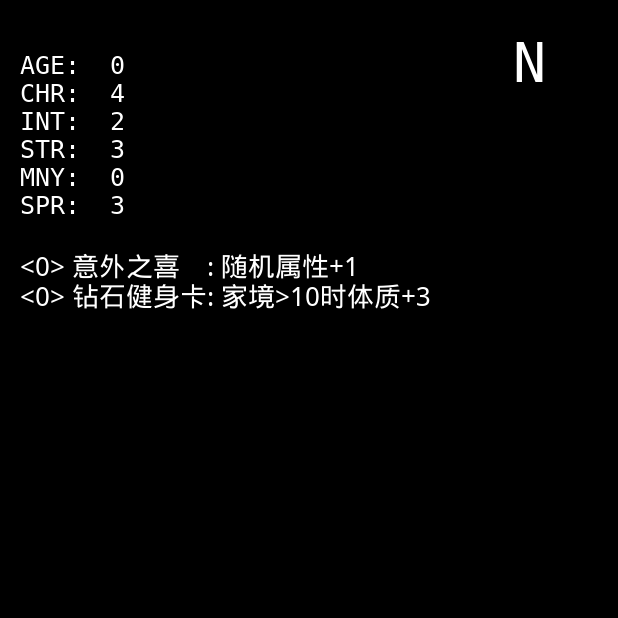 N
AGE: 0
CHR: 4
INT: 2
STR: 3
MNY: 0
SPR: 3
<0> 意外之喜 : 随机属性+1
<0> 钻石健身卡: 家境>10时体质+3